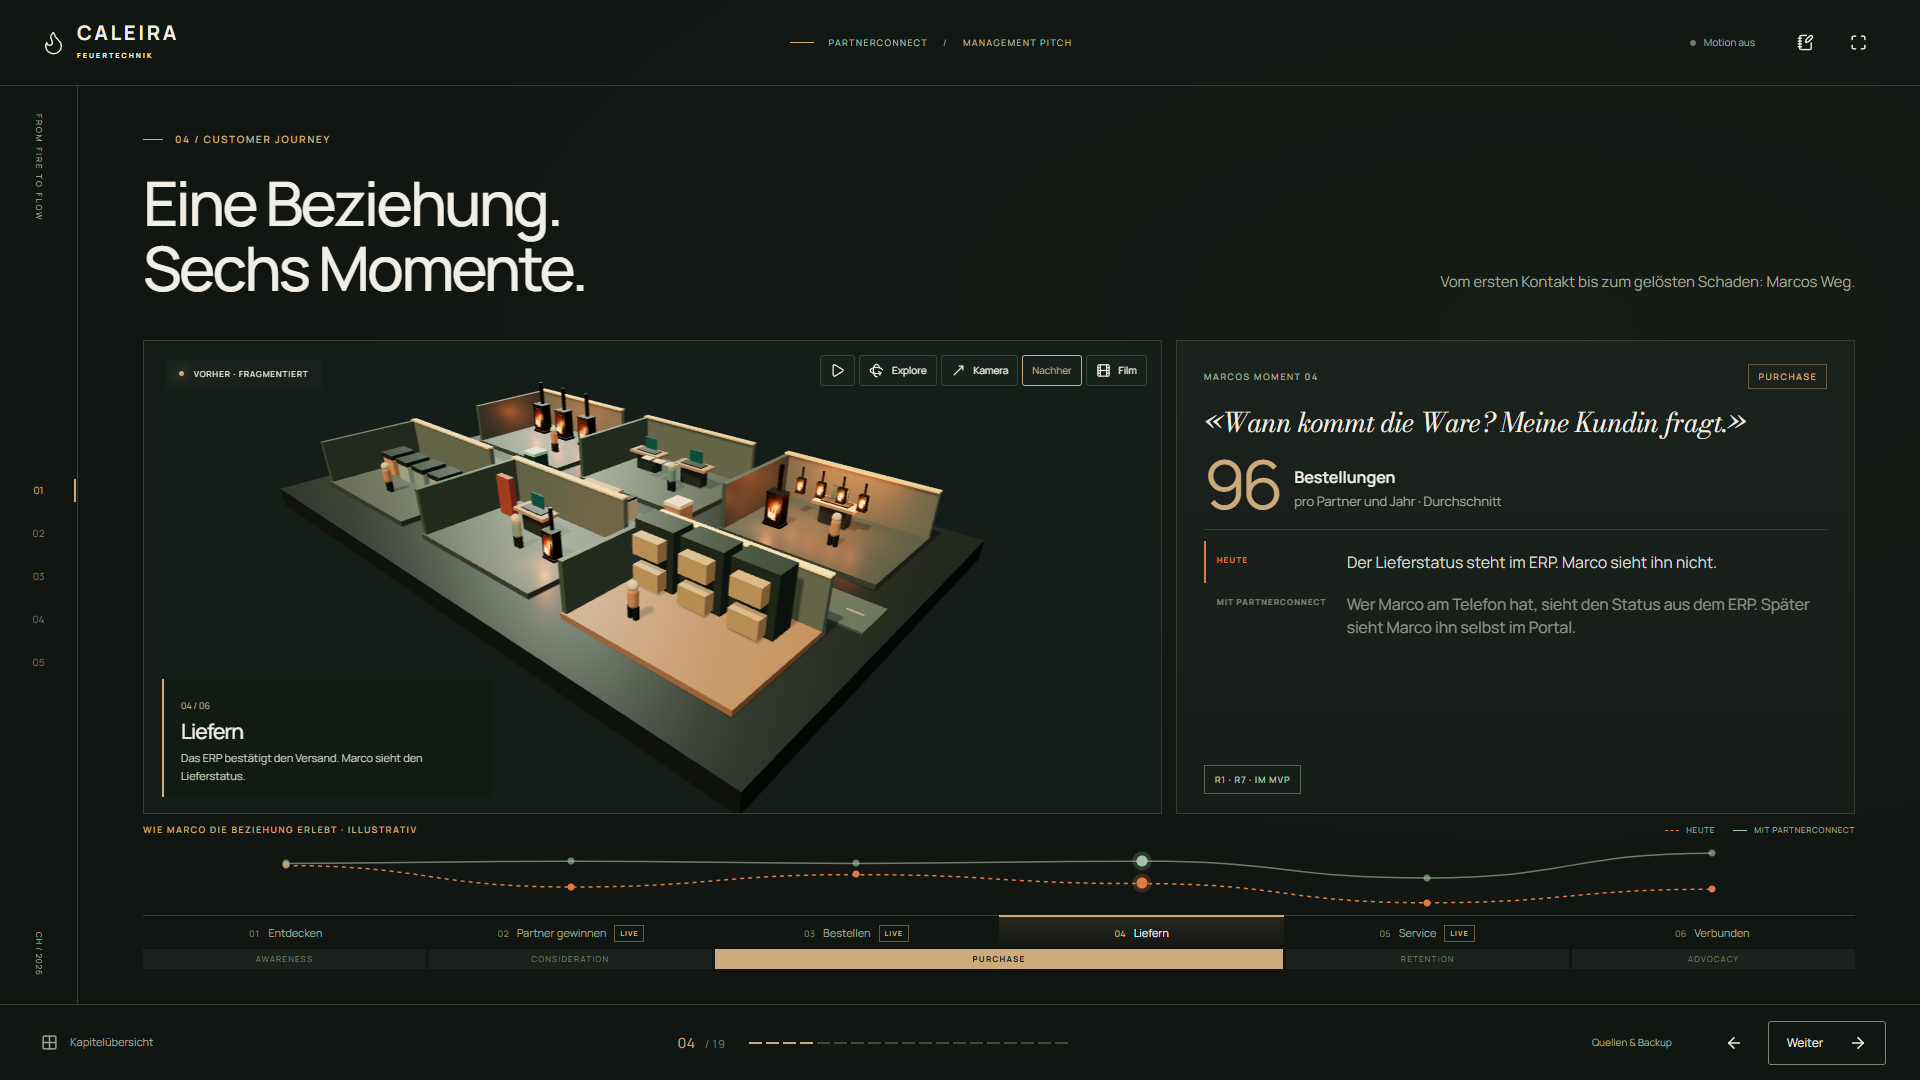 CALEIRA
FEUERTECHNIK
PARTNERCONNECT / MANAGEMENT PITCH
Motion aus
FROM FIRE TO FLOW
01
02
03
04
05
CH / 2026
04 / CUSTOMER JOURNEY
Eine Beziehung.
Sechs Momente.
Vom ersten Kontakt bis zum gelösten Schaden: Marcos Weg.
VORHER · FRAGMENTIERT
Explore
Kamera
Nachher
Film
04 / 06
Liefern
Das ERP bestätigt den Versand. Marco sieht den
Lieferstatus.
MARCOS MOMENT 04
PURCHASE
«Wann kommt die Ware? Meine Kundin fragt.»
96
Bestellungen
pro Partner und Jahr · Durchschnitt
HEUTE
Der Lieferstatus steht im ERP. Marco sieht ihn nicht.
MIT PARTNERCONNECT
Wer Marco am Telefon hat, sieht den Status aus dem ERP. Später
sieht Marco ihn selbst im Portal.
R1 · R7 · IM MVP
WIE MARCO DIE BEZIEHUNG ERLEBT · ILLUSTRATIV
HEUTE
MIT PARTNERCONNECT
01 Entdecken
02 Partner gewinnen LIVE
03 Bestellen LIVE
04 Liefern
05 Service LIVE
06 Verbunden
AWARENESS
CONSIDERATION
PURCHASE
RETENTION
ADVOCACY
Kapitelübersicht
04 / 19
Quellen & Backup
Weiter